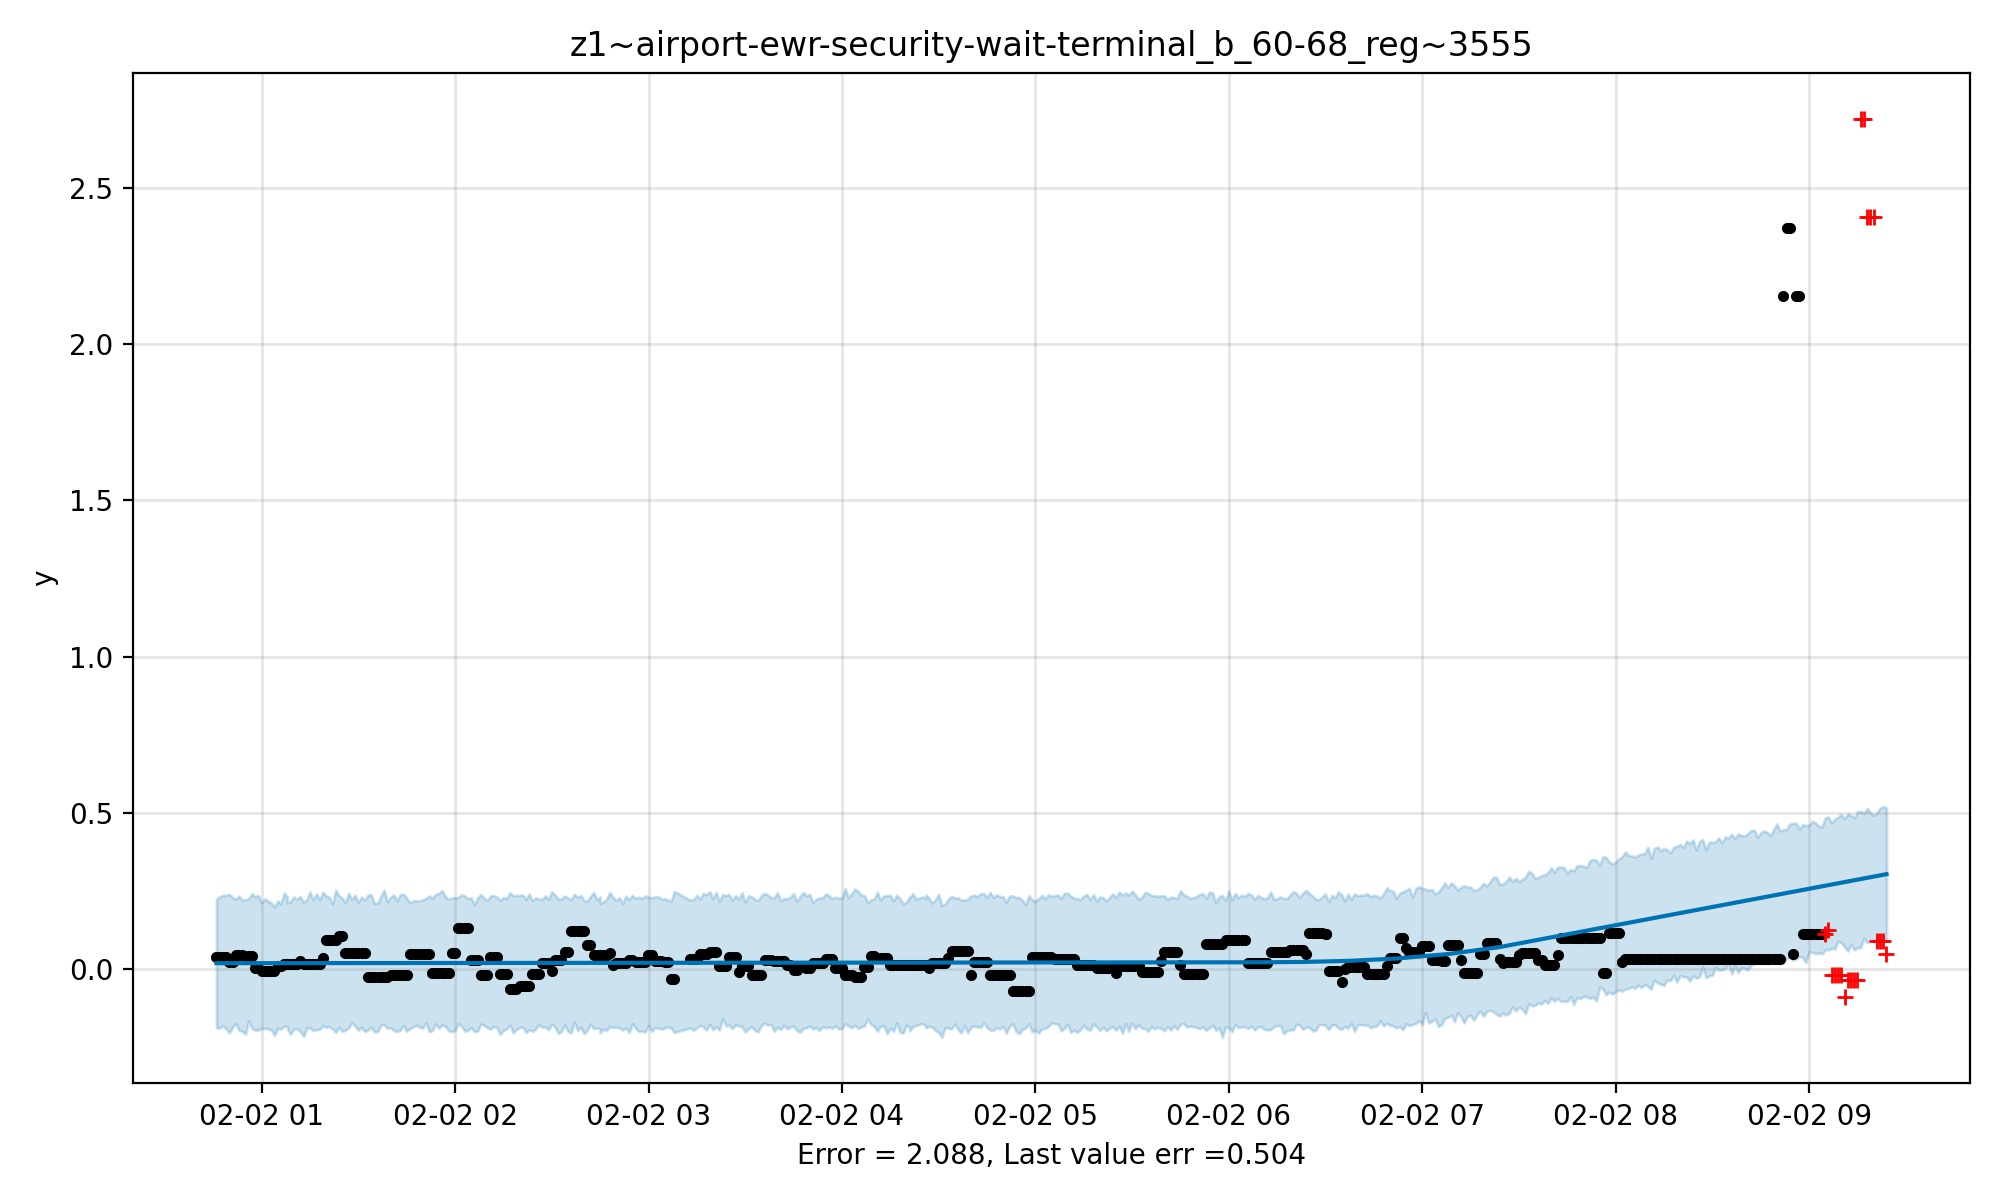 z1~airport-ewr-security-wait-terminal_b_60-68_reg~3555
y
2.5
2.0
1.5
1.0
0.5
0.0
02-02 01 02-02 02 02-02 03 02-02 04 02-02 05 02-02 06 02-02 07 02-02 08 02-02 09
Error = 2.088, Last value err =0.504